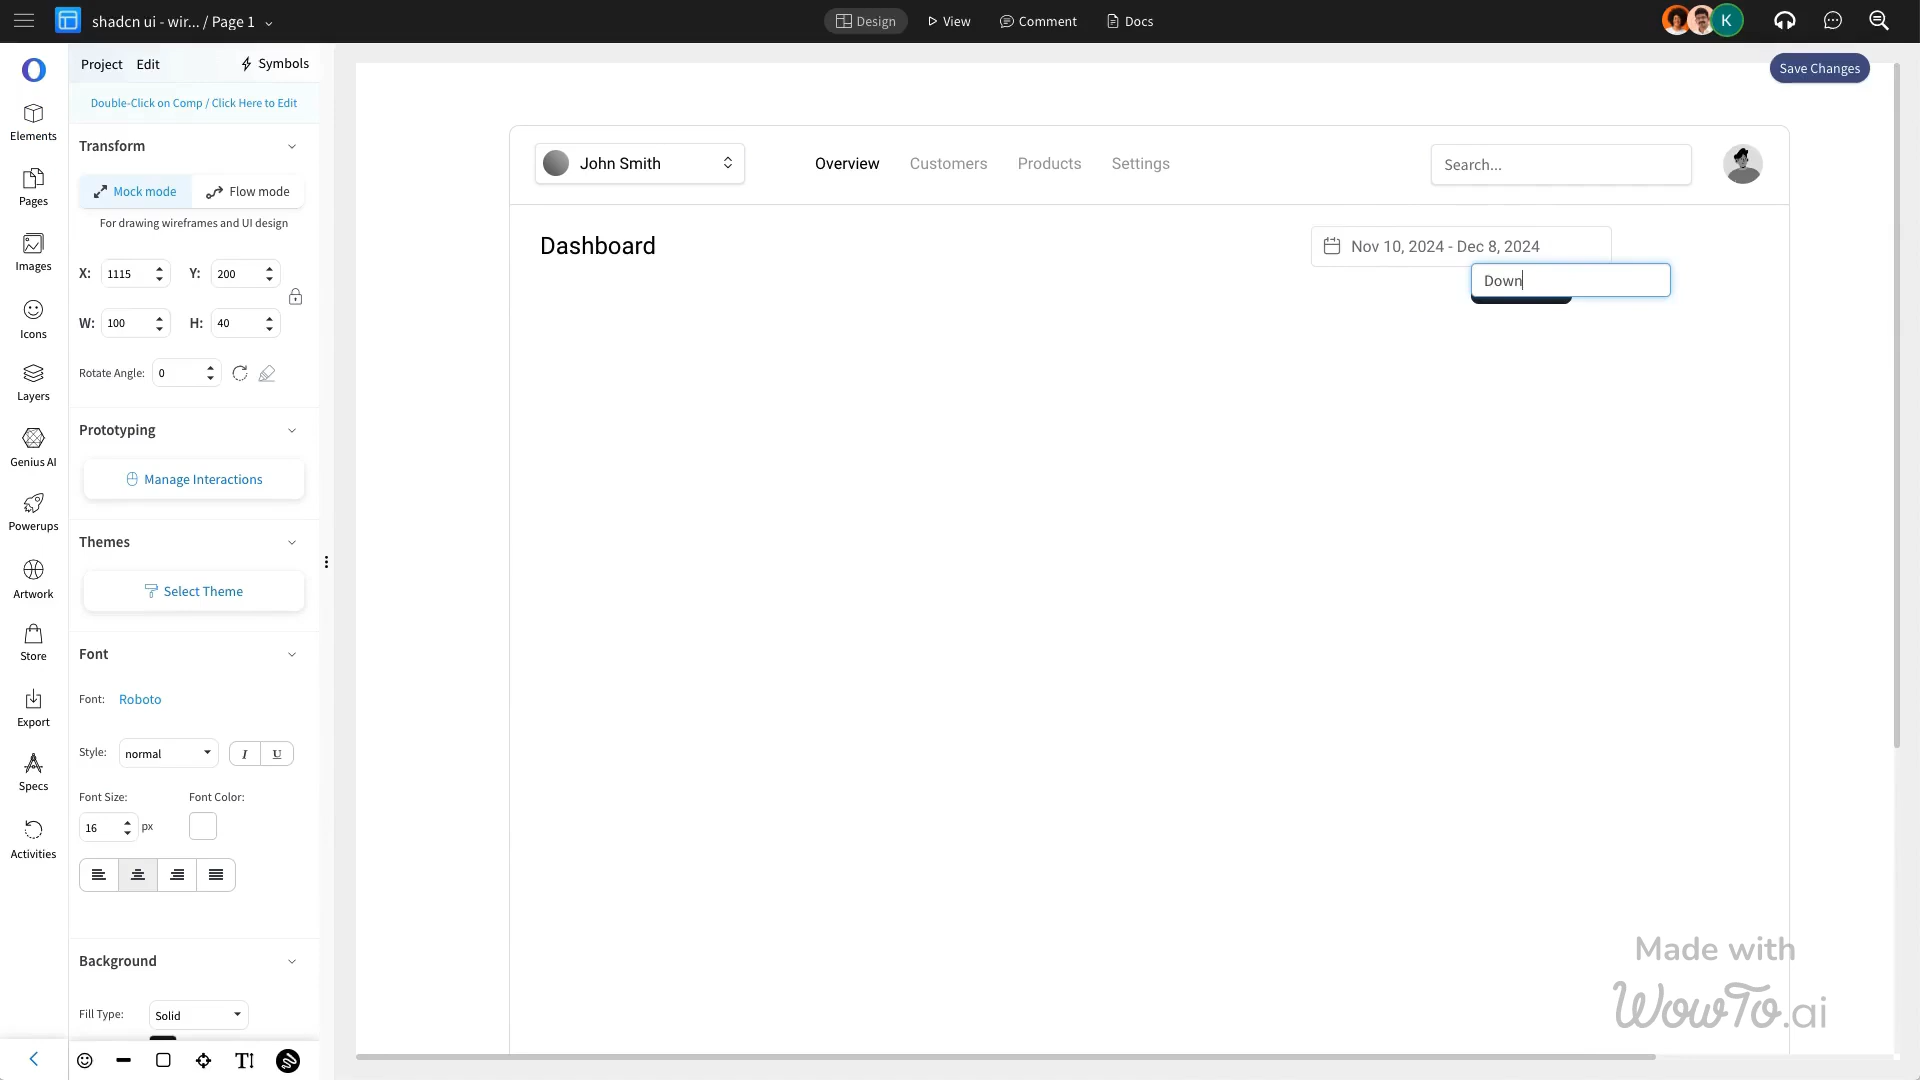 shadcn ui - wir... / Page 1
Design
View
Comment
Docs
K
Project
Edit
Symbols
Save Changes
Double-Click on Comp / Click Here to Edit
Elements
Pages
Images
Icons
Layers
Genius AI
Powerups
Artwork
Store
Export
Specs
Activities
Transform
Mock mode
Flow mode
For drawing wireframes and UI design
X: 1115
Y: 200
W: 100
H: 40
Rotate Angle: 0
Prototyping
Manage Interactions
Themes
Select Theme
Font
Font: Roboto
Style: normal
I
U
Font Size:
Font Color:
16 px
Background
Fill Type: Solid
John Smith
Overview
Customers
Products
Settings
Search...
Dashboard
Nov 10, 2024 - Dec 8, 2024
Down
Made with
WowTo.ai